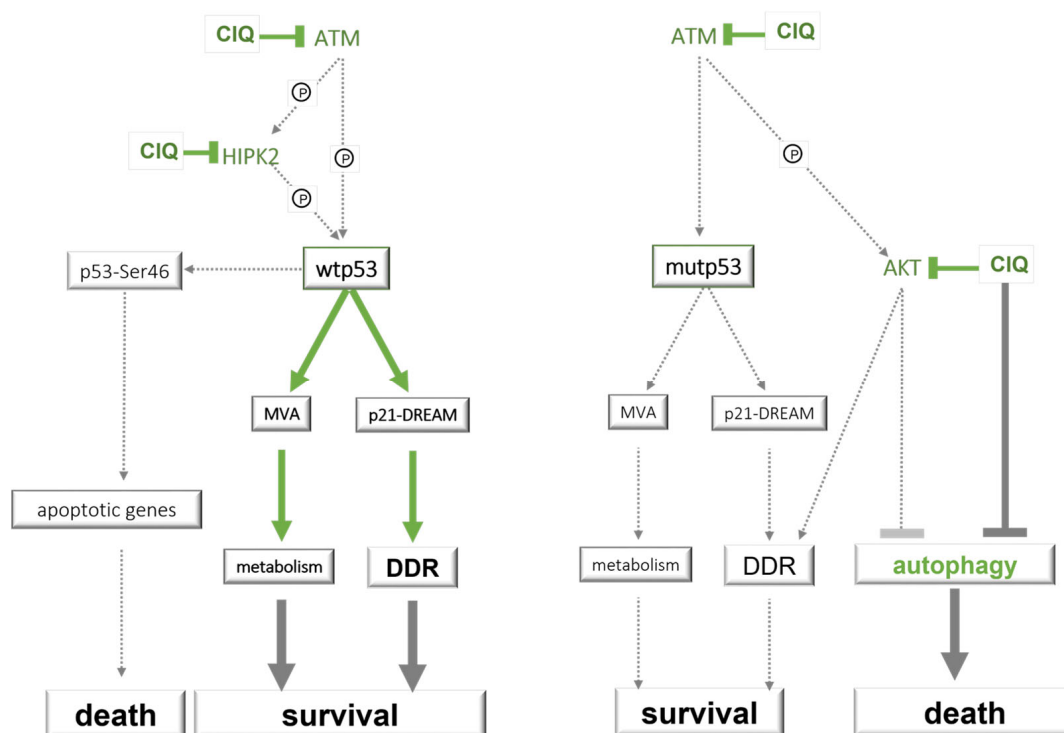 CIQ
ATM
P
CIQ
HIPK2
P
P
p53-Ser46
wtp53
MVA
p21-DREAM
apoptotic genes
metabolism
DDR
death
survival
ATM
CIQ
P
mutp53
AKT
CIQ
MVA
p21-DREAM
metabolism
DDR
autophagy
survival
death